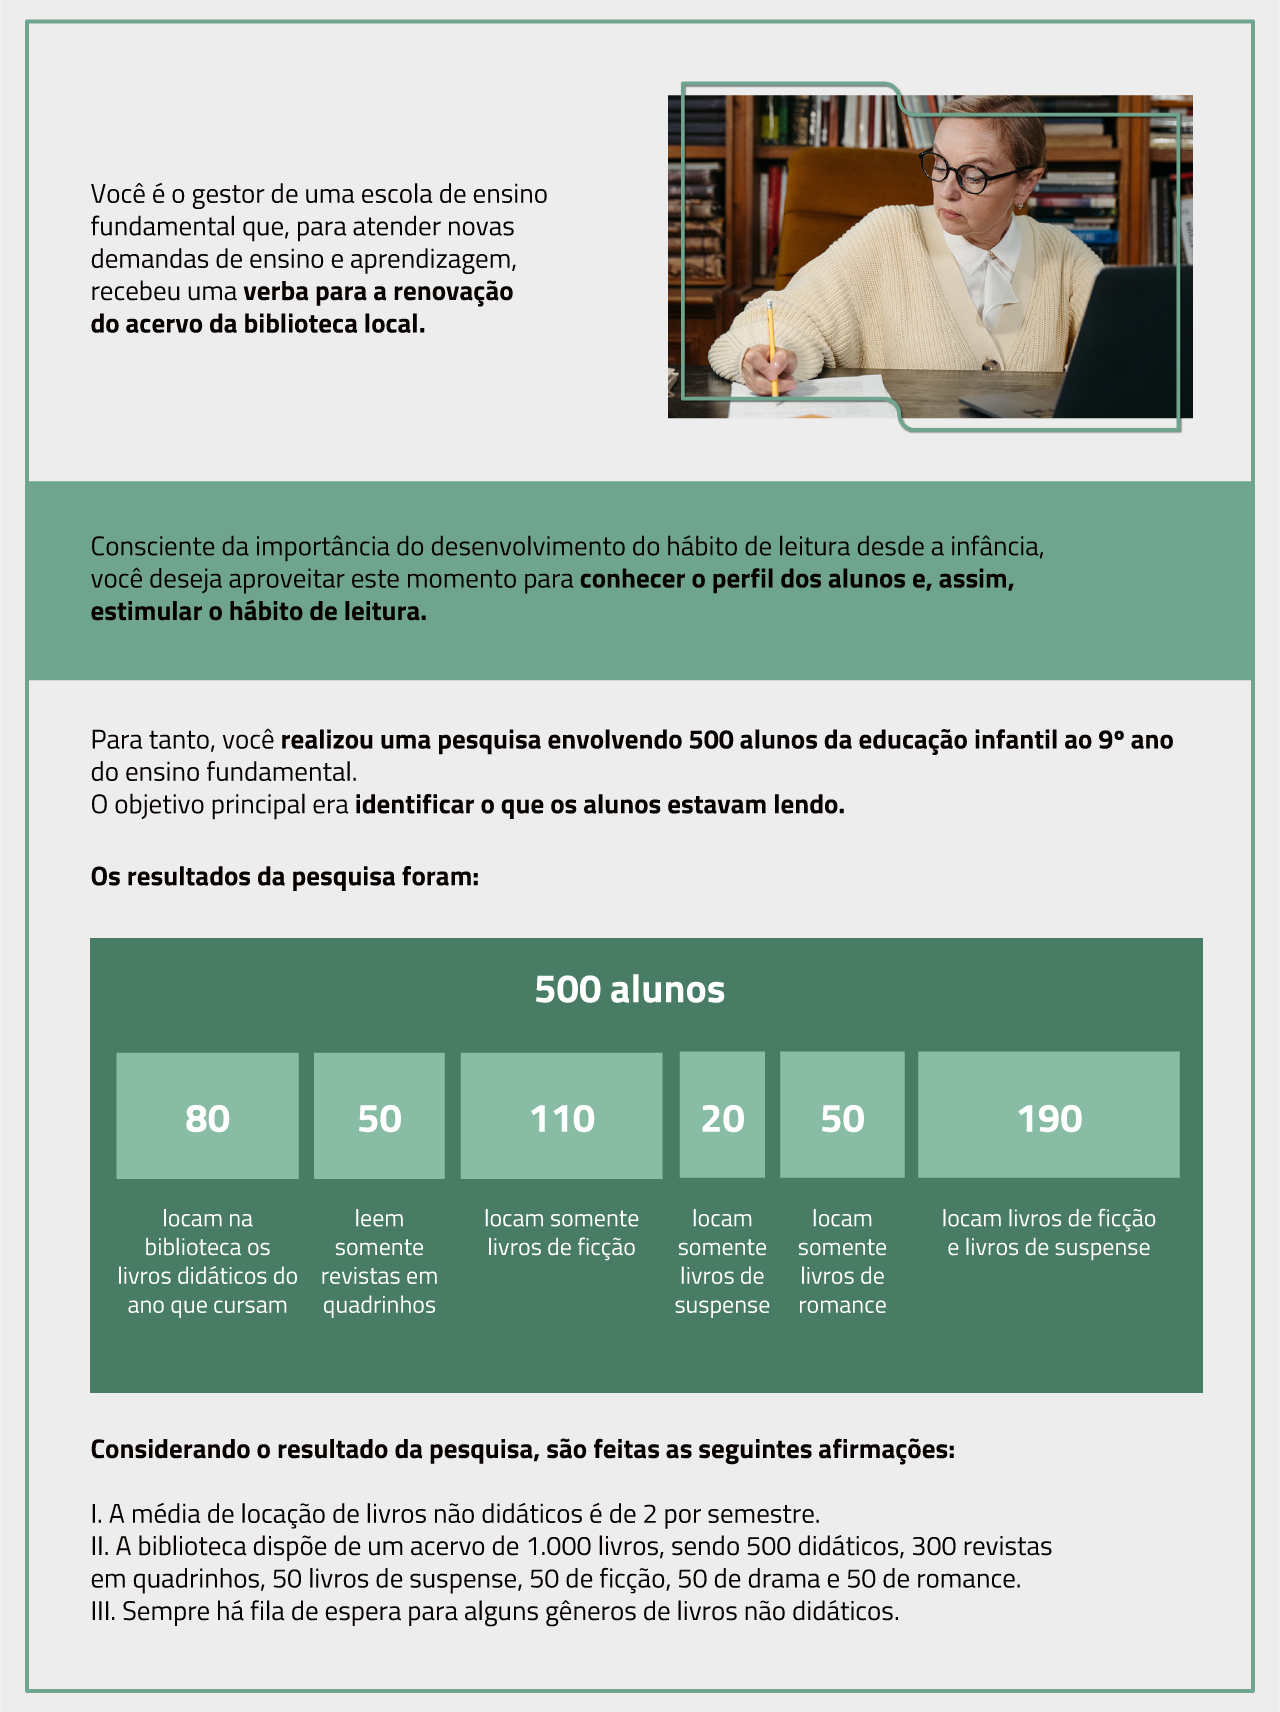 Você é o gestor de uma escola de ensino
fundamental que, para atender novas
demandas de ensino e aprendizagem,
recebeu uma verba para a renovação
do acervo da biblioteca local.
Consciente da importância do desenvolvimento do hábito de leitura desde a infância,
você deseja aproveitar este momento para conhecer o perfil dos alunos e, assim,
estimular o hábito de leitura.
Para tanto, você realizou uma pesquisa envolvendo 500 alunos da educação infantil ao 9º ano
do ensino fundamental.
O objetivo principal era identificar o que os alunos estavam lendo.
Os resultados da pesquisa foram:
500 alunos
80
locam na
biblioteca os
livros didáticos do
ano que cursam
50
leem
somente
revistas em
quadrinhos
110
locam somente
livros de ficção
20
locam
somente
livros de
suspense
50
locam
somente
livros de
romance
190
locam livros de ficção
e livros de suspense
Considerando o resultado da pesquisa, são feitas as seguintes afirmações:
I. A média de locação de livros não didáticos é de 2 por semestre.
II. A biblioteca dispõe de um acervo de 1.000 livros, sendo 500 didáticos, 300 revistas
em quadrinhos, 50 livros de suspense, 50 de ficção, 50 de drama e 50 de romance.
III. Sempre há fila de espera para alguns gêneros de livros não didáticos.